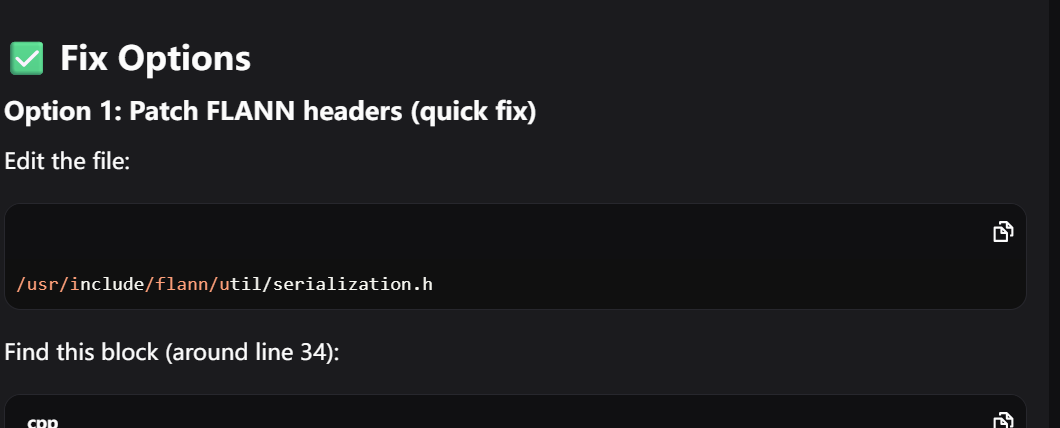 ✅ Fix Options
Option 1: Patch FLANN headers (quick fix)
Edit the file:
/usr/include/flann/util/serialization.h
Find this block (around line 34):
cpp